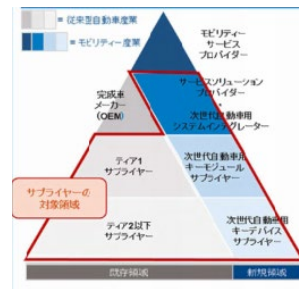 = 従来型自動車産業
= モビリティー産業
モビリティー
サービス
プロバイダー
サービスソリューション
プロバイダー
完成車
メーカー
(OEM)
次世代自動車用
システムインテグレーター
ティア1
サプライヤー
次世代自動車用
キーモジュール
サプライヤー
サプライヤーの
対象領域
ティア2以下
サプライヤー
次世代自動車用
キーデバイス
サプライヤー
既存領域
新規領域